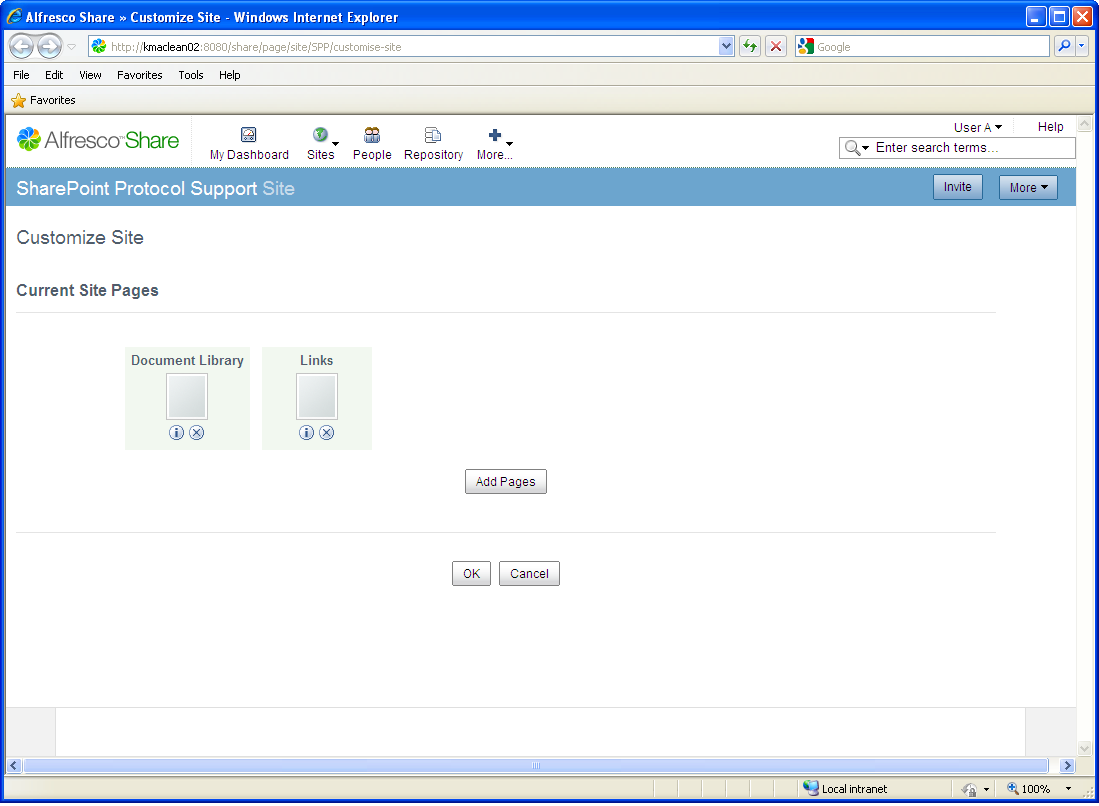 Alfresco Share » Customize Site - Windows Internet Explorer
http://kmaclean02:8080/share/page/site/SPP/customise-site
Google
File Edit View Favorites Tools Help
Favorites
User A Help
Alfresco™ Share
My Dashboard Sites People Repository More...
Enter search terms...
SharePoint Protocol Support Site
Invite More
Customize Site
Current Site Pages
Document Library Links
Add Pages
OK Cancel
Local intranet 100%